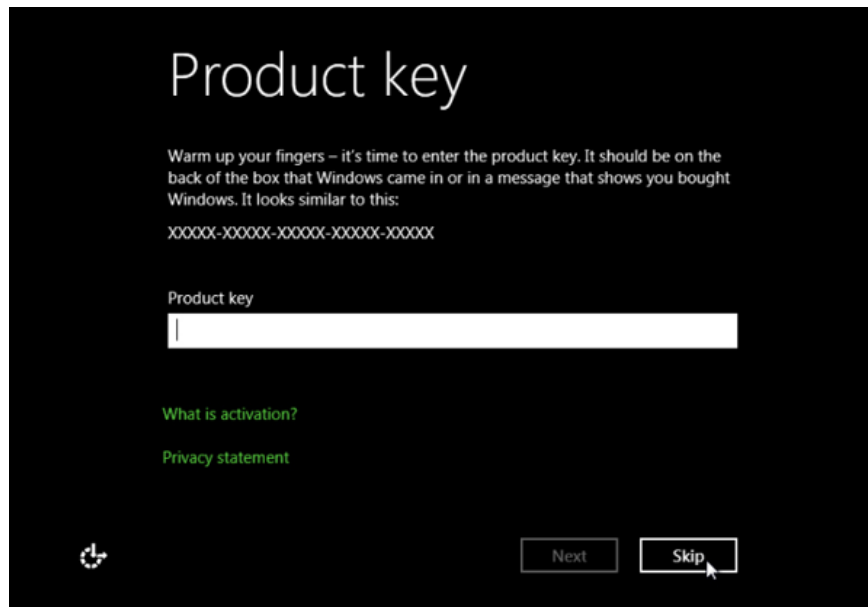 Product key
Warm up your fingers – it's time to enter the product key. It should be on the
back of the box that Windows came in or in a message that shows you bought
Windows. It looks similar to this:
XXXXX-XXXXX-XXXXX-XXXXX-XXXXX
Product key
What is activation?
Privacy statement
Next
Skip